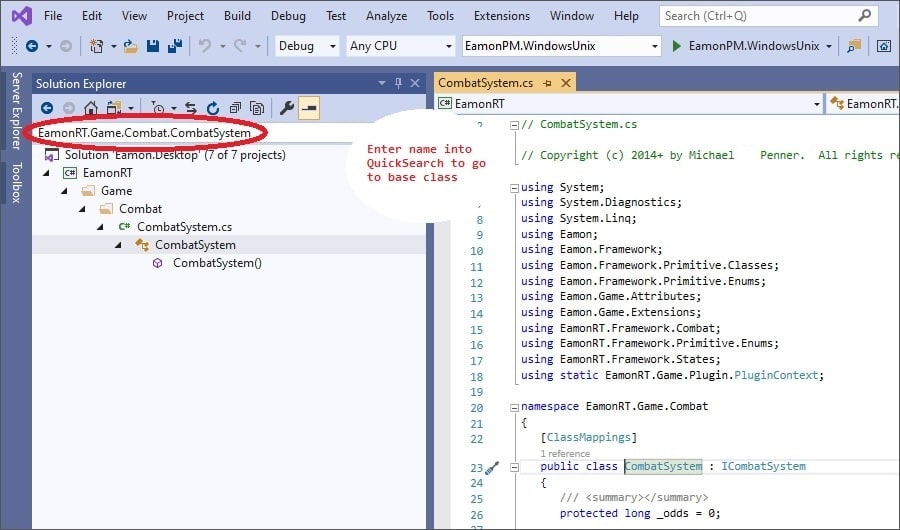 File Edit View Project Build Debug Test Analyze Tools Extensions Window Help Search (Ctrl+Q)
Debug Any CPU EamonPM.WindowsUnix EamonPM.WindowsUnix
Server Explorer
Toolbox
Solution Explorer
EamonRT.Game.Combat.CombatSystem
Solution 'Eamon.Desktop' (7 of 7 projects)
C# EamonRT
Game
Combat
C# CombatSystem.cs
CombatSystem
CombatSystem()
Enter name into
QuickSearch to go
to base class
CombatSystem.cs
C# EamonRT EamonRT.
// CombatSystem.cs
// Copyright (c) 2014+ by Michael Penner. All rights re
using System;
using System.Diagnostics;
8 using System.Linq;
9 using Eamon;
10 using Eamon.Framework;
11 using Eamon.Framework.Primitive.Classes;
12 using Eamon.Framework.Primitive.Enums;
13 using Eamon.Game.Attributes;
14 using Eamon.Game.Extensions;
15 using EamonRT.Framework.Combat;
16 using EamonRT.Framework.Primitive.Enums;
17 using EamonRT.Framework.States;
18 using static EamonRT.Game.Plugin.PluginContext;
19
20 namespace EamonRT.Game.Combat
21 {
22 [ClassMappings]
1 reference
23 public class CombatSystem : ICombatSystem
24 {
25 /// <summary></summary>
26 protected long _odds = 0;